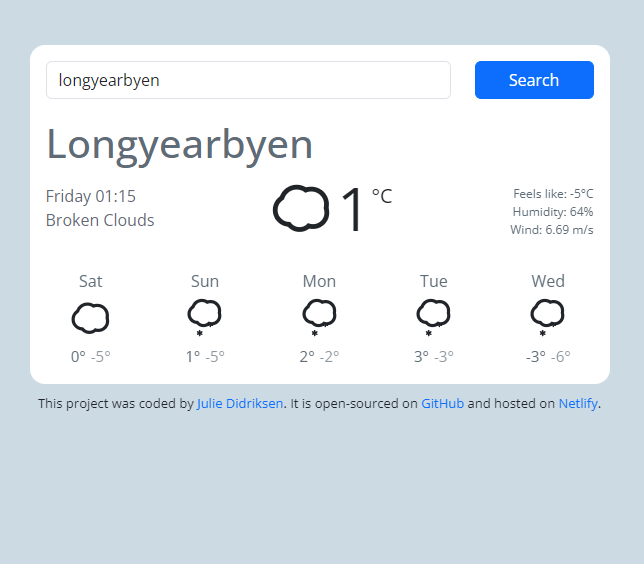 longyearbyen
Search
Longyearbyen
Friday 01:15
Broken Clouds
1 °C
Feels like: -5°C
Humidity: 64%
Wind: 6.69 m/s
Sat Sun Mon Tue Wed
0° -5° 1° -5° 2° -2° 3° -3° -3° -6°
This project was coded by Julie Didriksen. It is open-sourced on GitHub and hosted on Netlify.